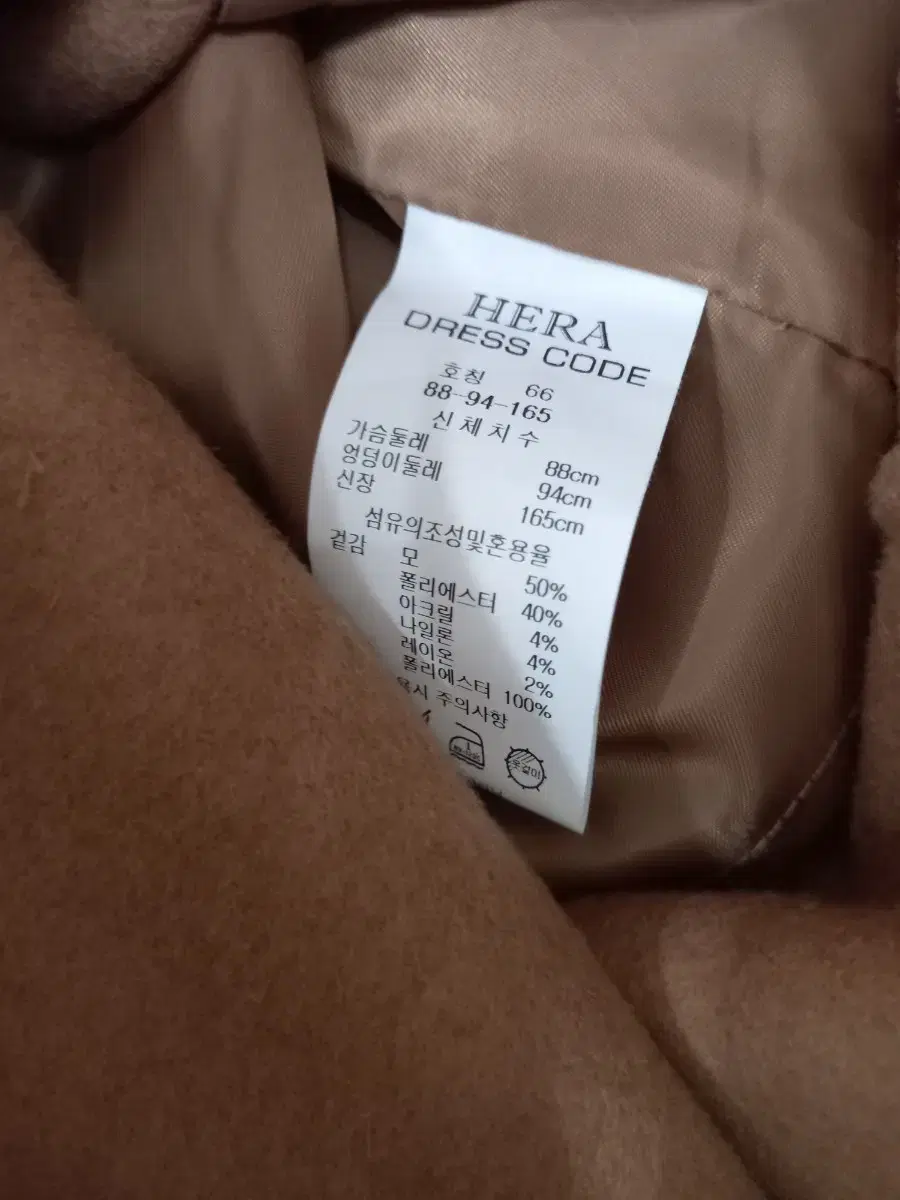 HERA
DRESS CODE
호칭 66
88-94-165
신체치수
가슴둘레 88cm
엉덩이둘레 94cm
신장 165cm
섬유의조성및혼용율
겉감 모 50%
폴리에스터 40%
아크릴 4%
나일론 4%
레이온 2%
폴리에스터 100%
주의사항
옷걸이